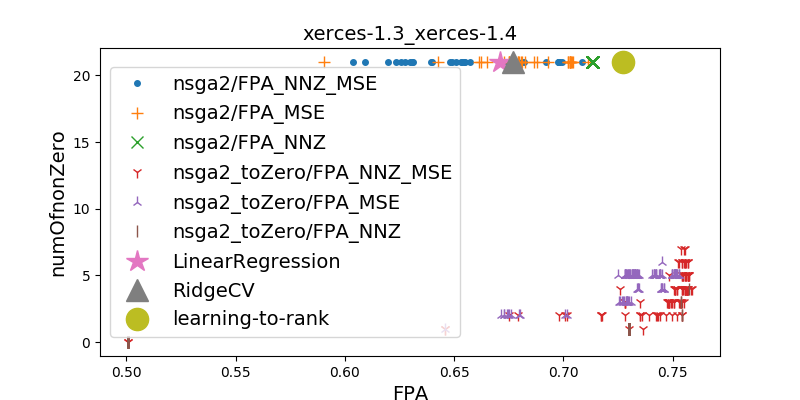 xerces-1.3_xerces-1.4
numOfnonZero
20
15
10
5
0
nsga2/FPA_NNZ_MSE
nsga2/FPA_MSE
nsga2/FPA_NNZ
nsga2_toZero/FPA_NNZ_MSE
nsga2_toZero/FPA_MSE
nsga2_toZero/FPA_NNZ
LinearRegression
RidgeCV
learning-to-rank
0.50 0.55 0.60 0.65 0.70 0.75
FPA